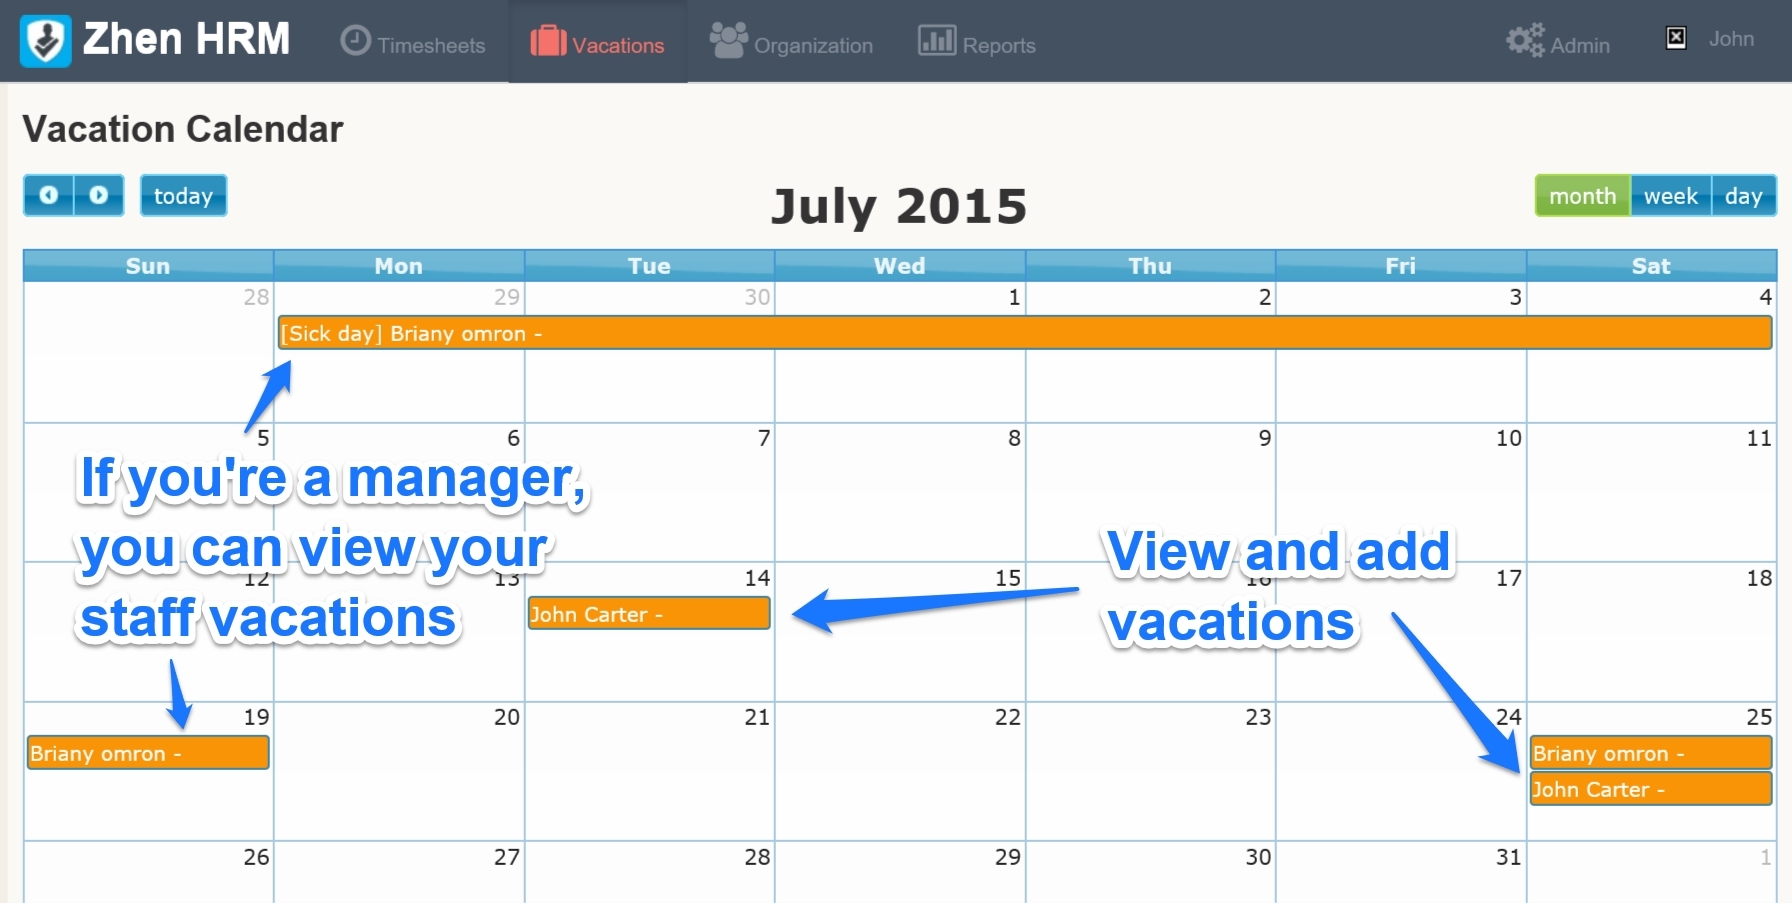 Zhen HRM
Timesheets
Vacations
Organization
Reports
Admin
John
Vacation Calendar
today
July 2015
month week day
Sun Mon Tue Wed Thu Fri Sat
28 29 30 1 2 3 4
[Sick day] Briany omron -
5 6 7 8 9 10 11
If you're a manager,
you can view your
staff vacations
View and add
vacations
12 13 14 15 16 17 18
John Carter -
19 20 21 22 23 24 25
Briany omron -
Briany omron -
John Carter -
26 27 28 29 30 31 1